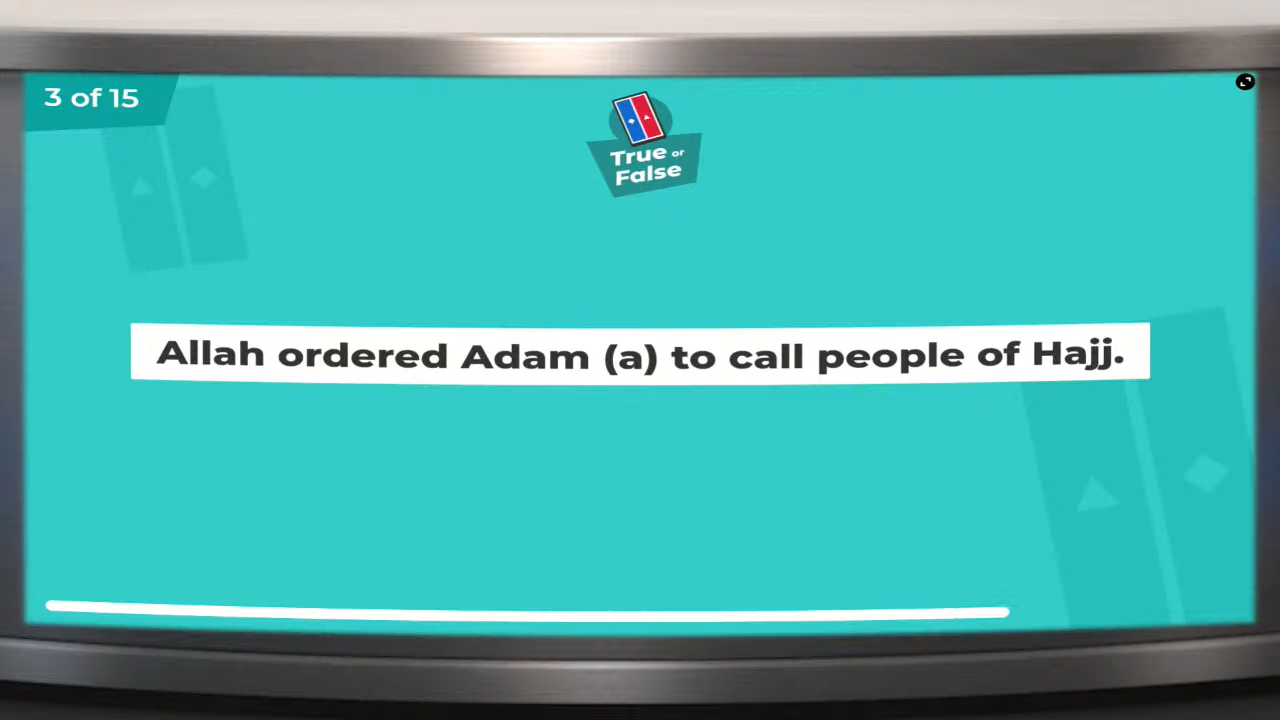 3 of 15
True or
False
Allah ordered Adam (a) to call people of Hajj.